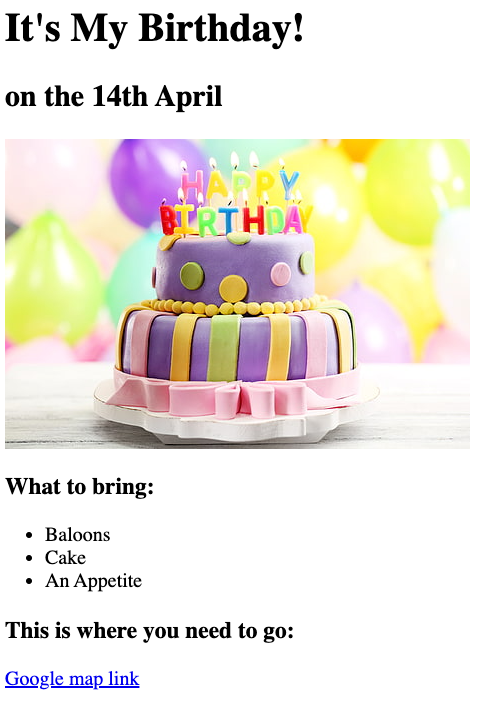 It's My Birthday!
on the 14th April
HAPPY
BIRTHDAY
What to bring:
Baloons
Cake
An Appetite
This is where you need to go:
Google map link